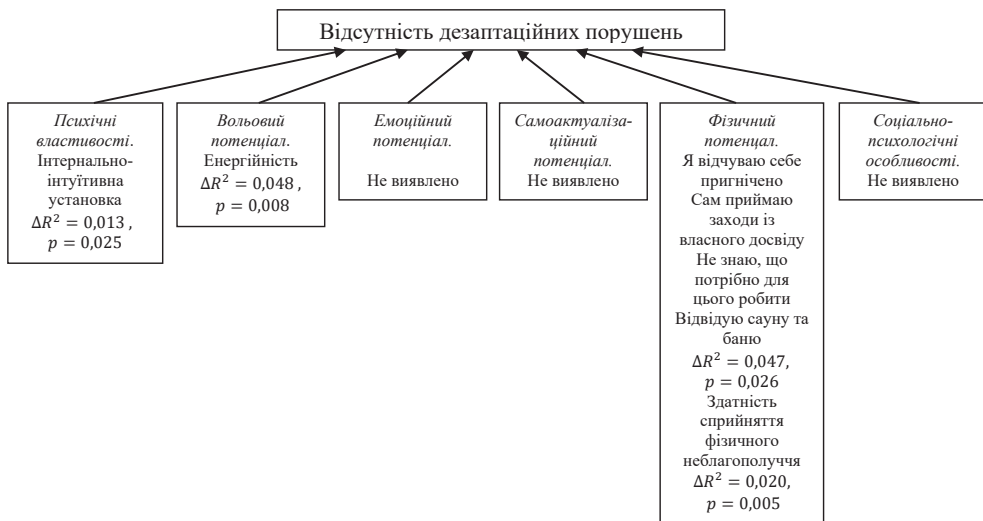 Відсутність дезаптаційних порушень
Психічні
властивості.
Інтернально-
інтуїтивна
установка
ΔR² = 0,013 ,
p = 0,025
Вольовий
потенціал.
Енергійність
ΔR² = 0,048 ,
p = 0,008
Емоційний
потенціал.
Не виявлено
Самоактуаліза-
ційний
потенціал.
Не виявлено
Фізичний
потенцал.
Я відчуваю себе
пригнічено
Сам приймаю
заходи із
власного досвіду
Не знаю, що
потрібно для
цього робити
Відвідую сауну та
баню
ΔR² = 0,047,
p = 0,026
Здатність
сприйняття
фізичного
неблагополуччя
ΔR² = 0,020,
p = 0,005
Соціально-
психологічні
особливості.
Не виявлено